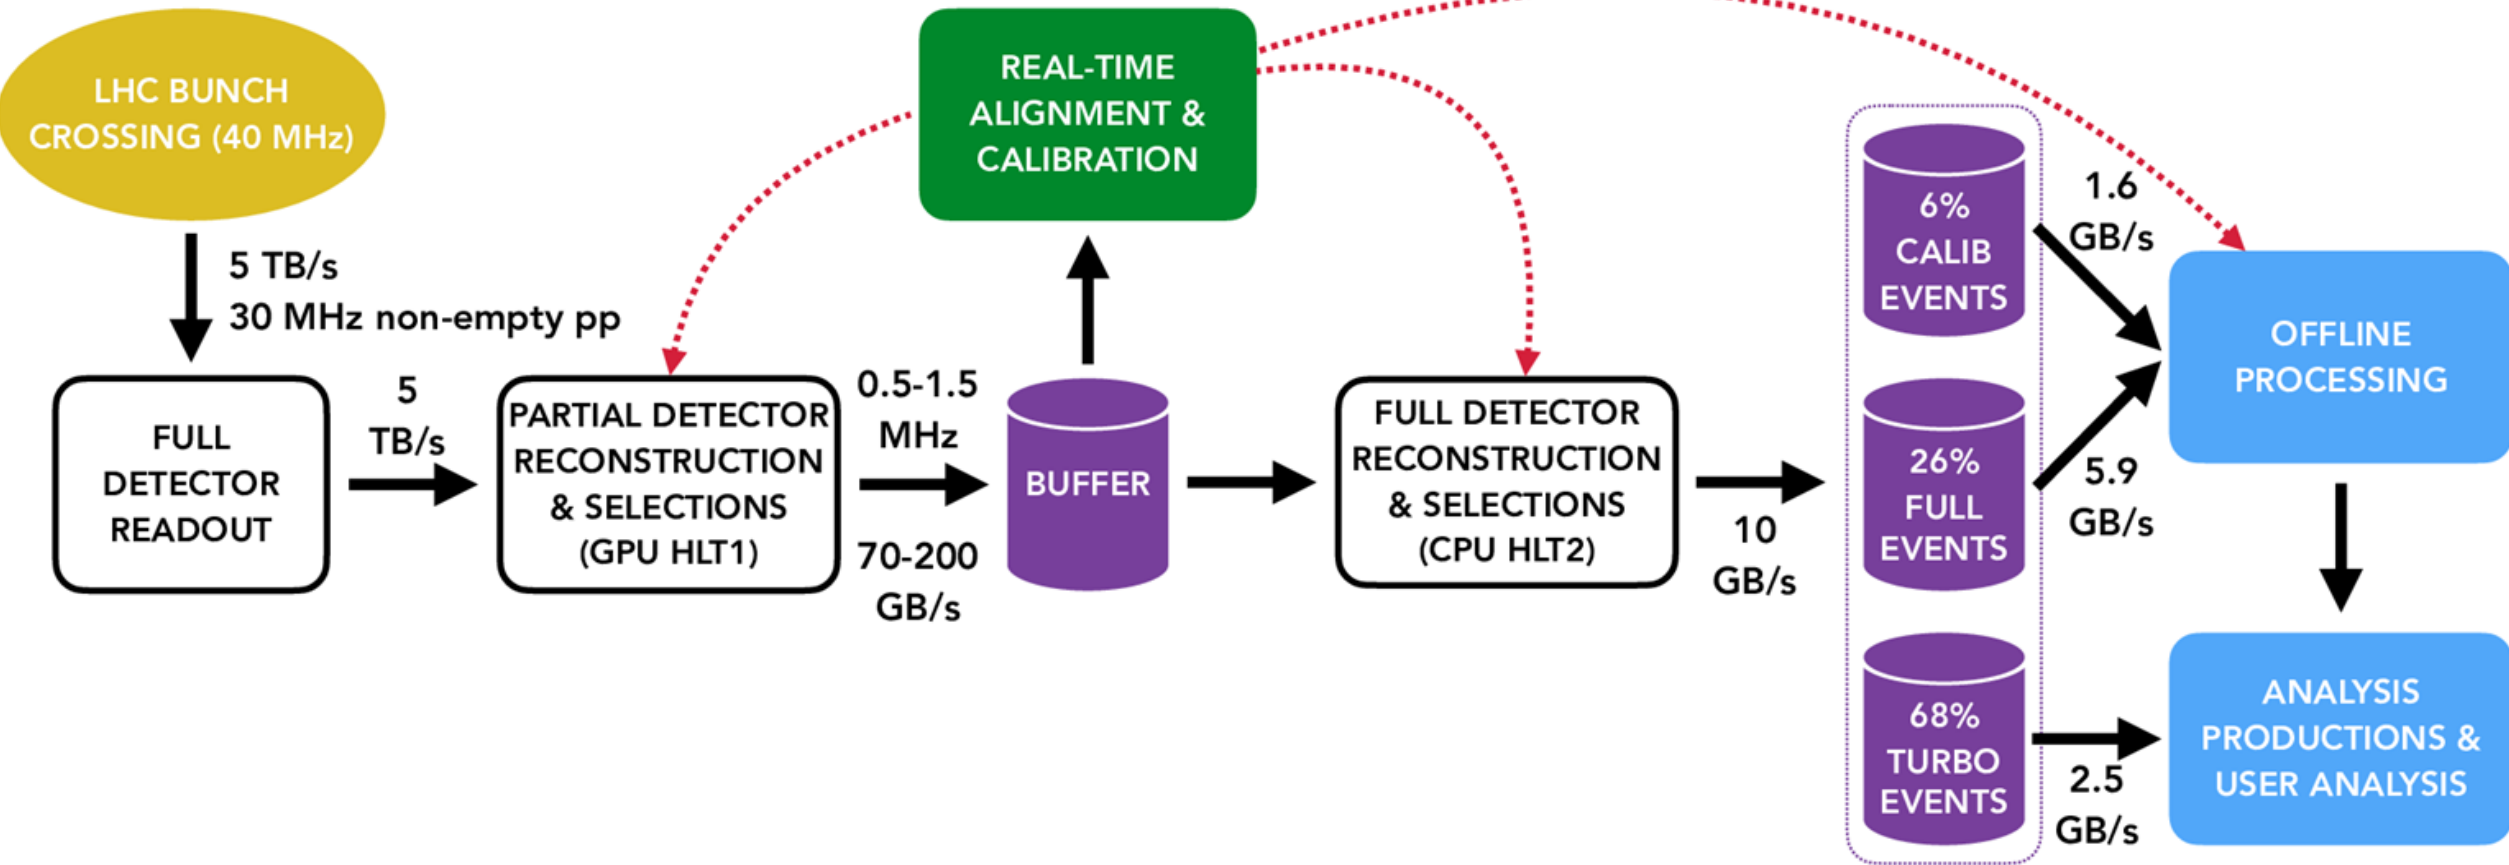 LHC BUNCH
CROSSING (40 MHz)
5 TB/s
30 MHz non-empty pp
FULL
DETECTOR
READOUT
5
TB/s
PARTIAL DETECTOR
RECONSTRUCTION
& SELECTIONS
(GPU HLT1)
0.5-1.5
MHz
70-200
GB/s
BUFFER
REAL-TIME
ALIGNMENT &
CALIBRATION
FULL DETECTOR
RECONSTRUCTION
& SELECTIONS
(CPU HLT2)
10
GB/s
6%
CALIB
EVENTS
1.6
GB/s
26%
FULL
EVENTS
5.9
GB/s
68%
TURBO
EVENTS
2.5
GB/s
OFFLINE
PROCESSING
ANALYSIS
PRODUCTIONS &
USER ANALYSIS